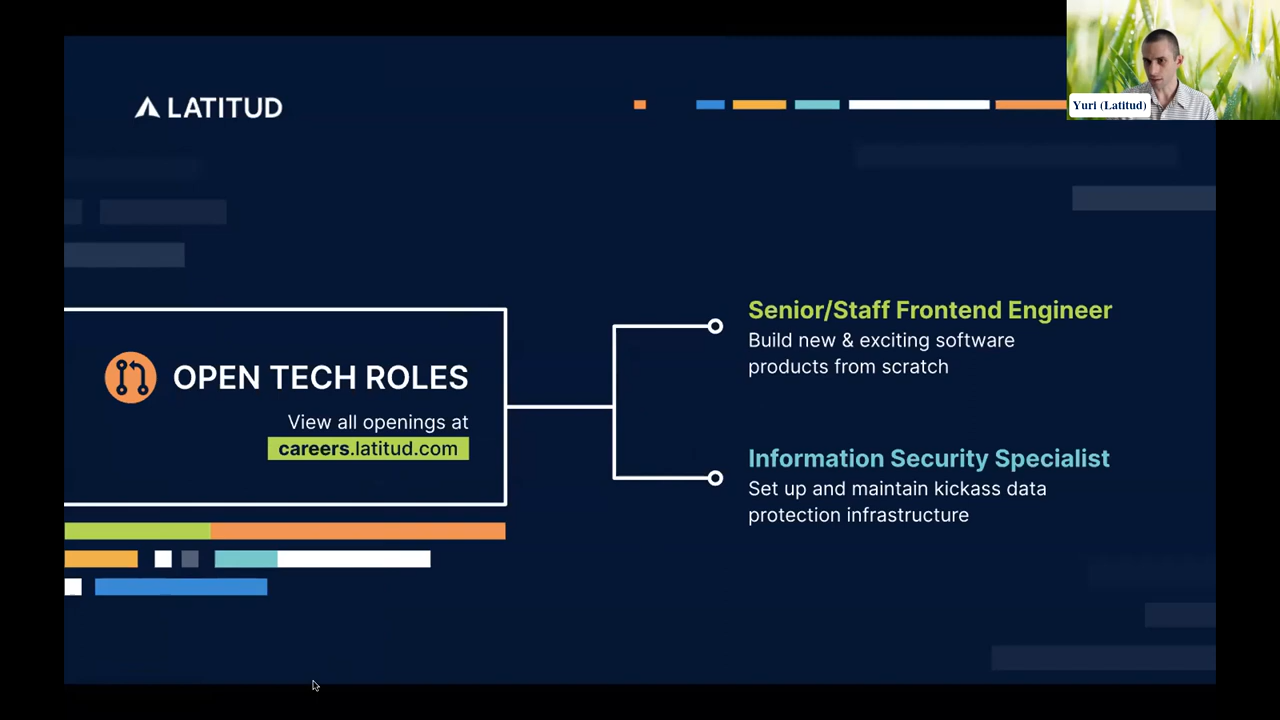 LATITUD
Yuri (Latitud)
OPEN TECH ROLES
View all openings at
careers.latitud.com
Senior/Staff Frontend Engineer
Build new & exciting software
products from scratch
Information Security Specialist
Set up and maintain kickass data
protection infrastructure